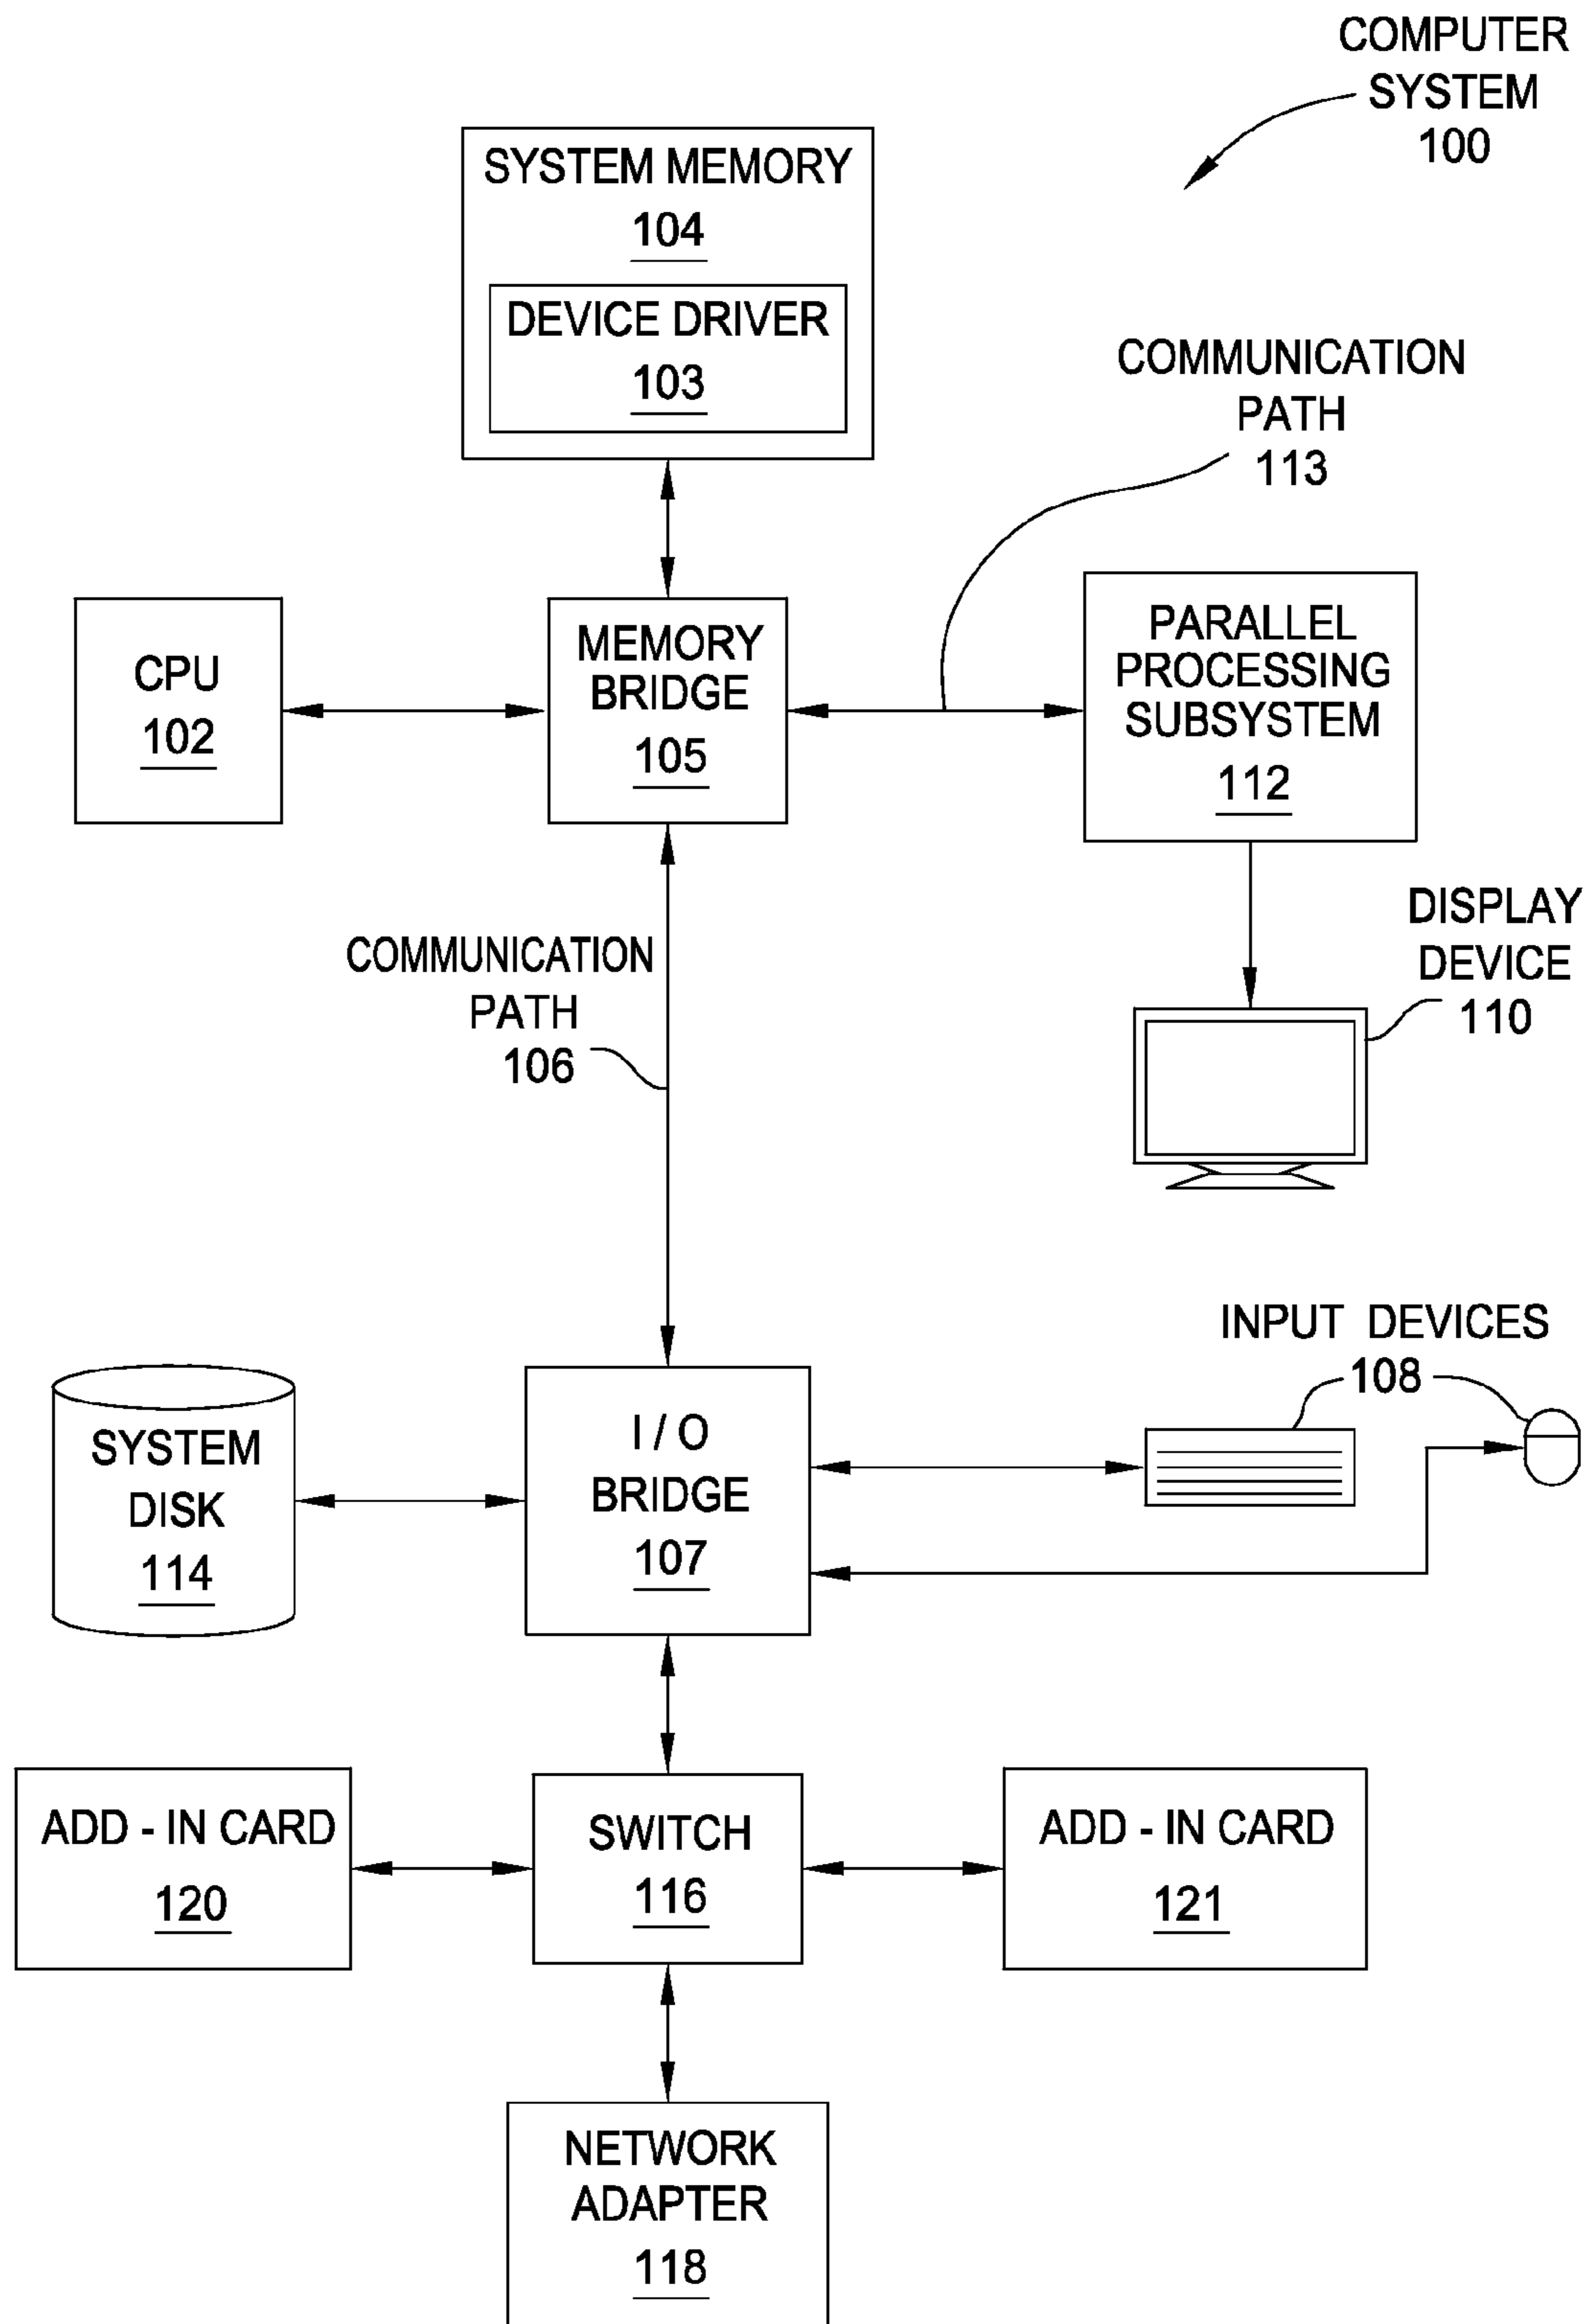 COMPUTER
SYSTEM
100
SYSTEM MEMORY
104
DEVICE DRIVER
103
COMMUNICATION
PATH
113
CPU
102
MEMORY
BRIDGE
105
PARALLEL
PROCESSING
SUBSYSTEM
112
DISPLAY
DEVICE
110
COMMUNICATION
PATH
106
INPUT DEVICES
108
SYSTEM
DISK
114
I / O
BRIDGE
107
ADD - IN CARD
120
SWITCH
116
ADD - IN CARD
121
NETWORK
ADAPTER
118